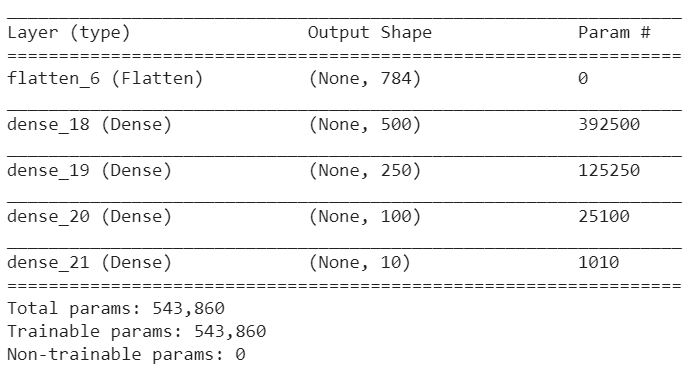 Layer (type) Output Shape Param #
flatten_6 (Flatten) (None, 784) 0
dense_18 (Dense) (None, 500) 392500
dense_19 (Dense) (None, 250) 125250
dense_20 (Dense) (None, 100) 25100
dense_21 (Dense) (None, 10) 1010
Total params: 543,860
Trainable params: 543,860
Non-trainable params: 0